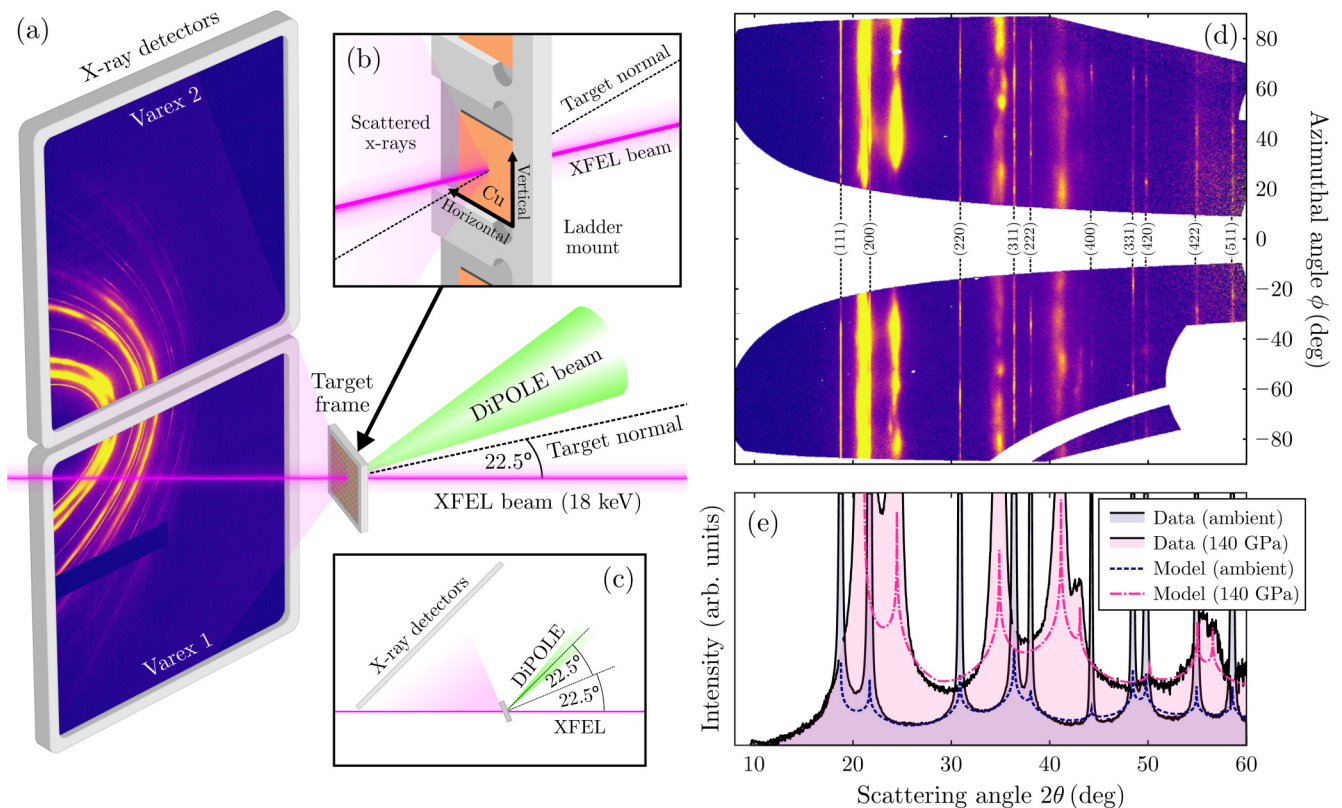 (a)
X-ray detectors
Varex 2
Varex 1
(b)
Target normal
Scattered
x-rays
XFEL beam
Cu
Vertical
Horizontal
Ladder
mount
Target
frame
DiPOLE beam
Target normal
22.5°
XFEL beam (18 keV)
(c)
X-ray detectors
DiPOLE
22.5°
22.5°
XFEL
(d)
80
60
40
20
0
−20
−40
−60
−80
Azimuthal angle ϕ (deg)
(111)
(200)
(220)
(311)
(222)
(400)
(331)
(420)
(422)
(511)
(e)
Intensity (arb. units)
Data (ambient)
Data (140 GPa)
Model (ambient)
Model (140 GPa)
10 20 30 40 50 60
Scattering angle 2θ (deg)